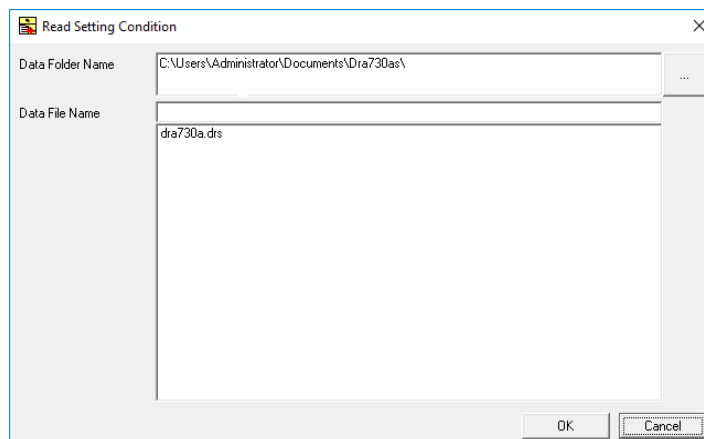 Read Setting Condition
Data Folder Name
C:\Users\Administrator\Documents\Dra730as\
...
Data File Name
dra730a.drs
OK
Cancel